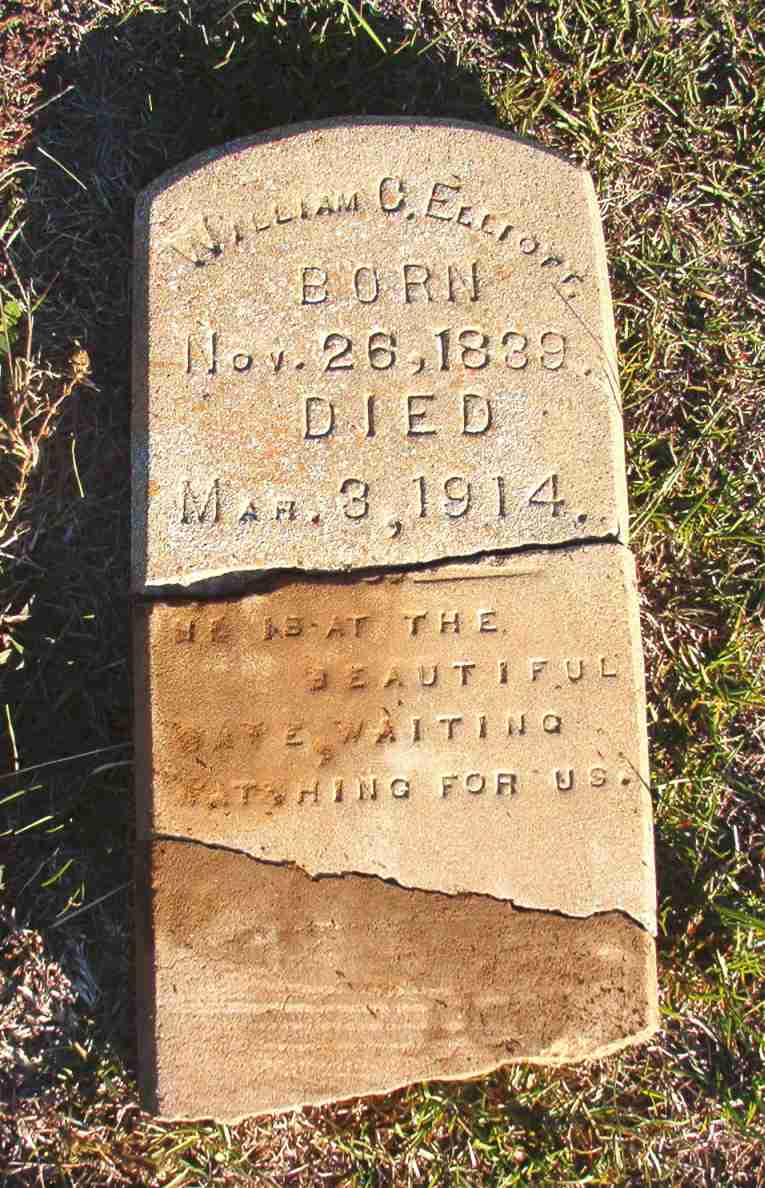 WILLIAM C. ELLIOTT.
BORN
NOV. 26, 1839.
DIED
MAR. 3, 1914.
HE IS AT THE
BEAUTIFUL
GATE, WAITING
WATCHING FOR US.